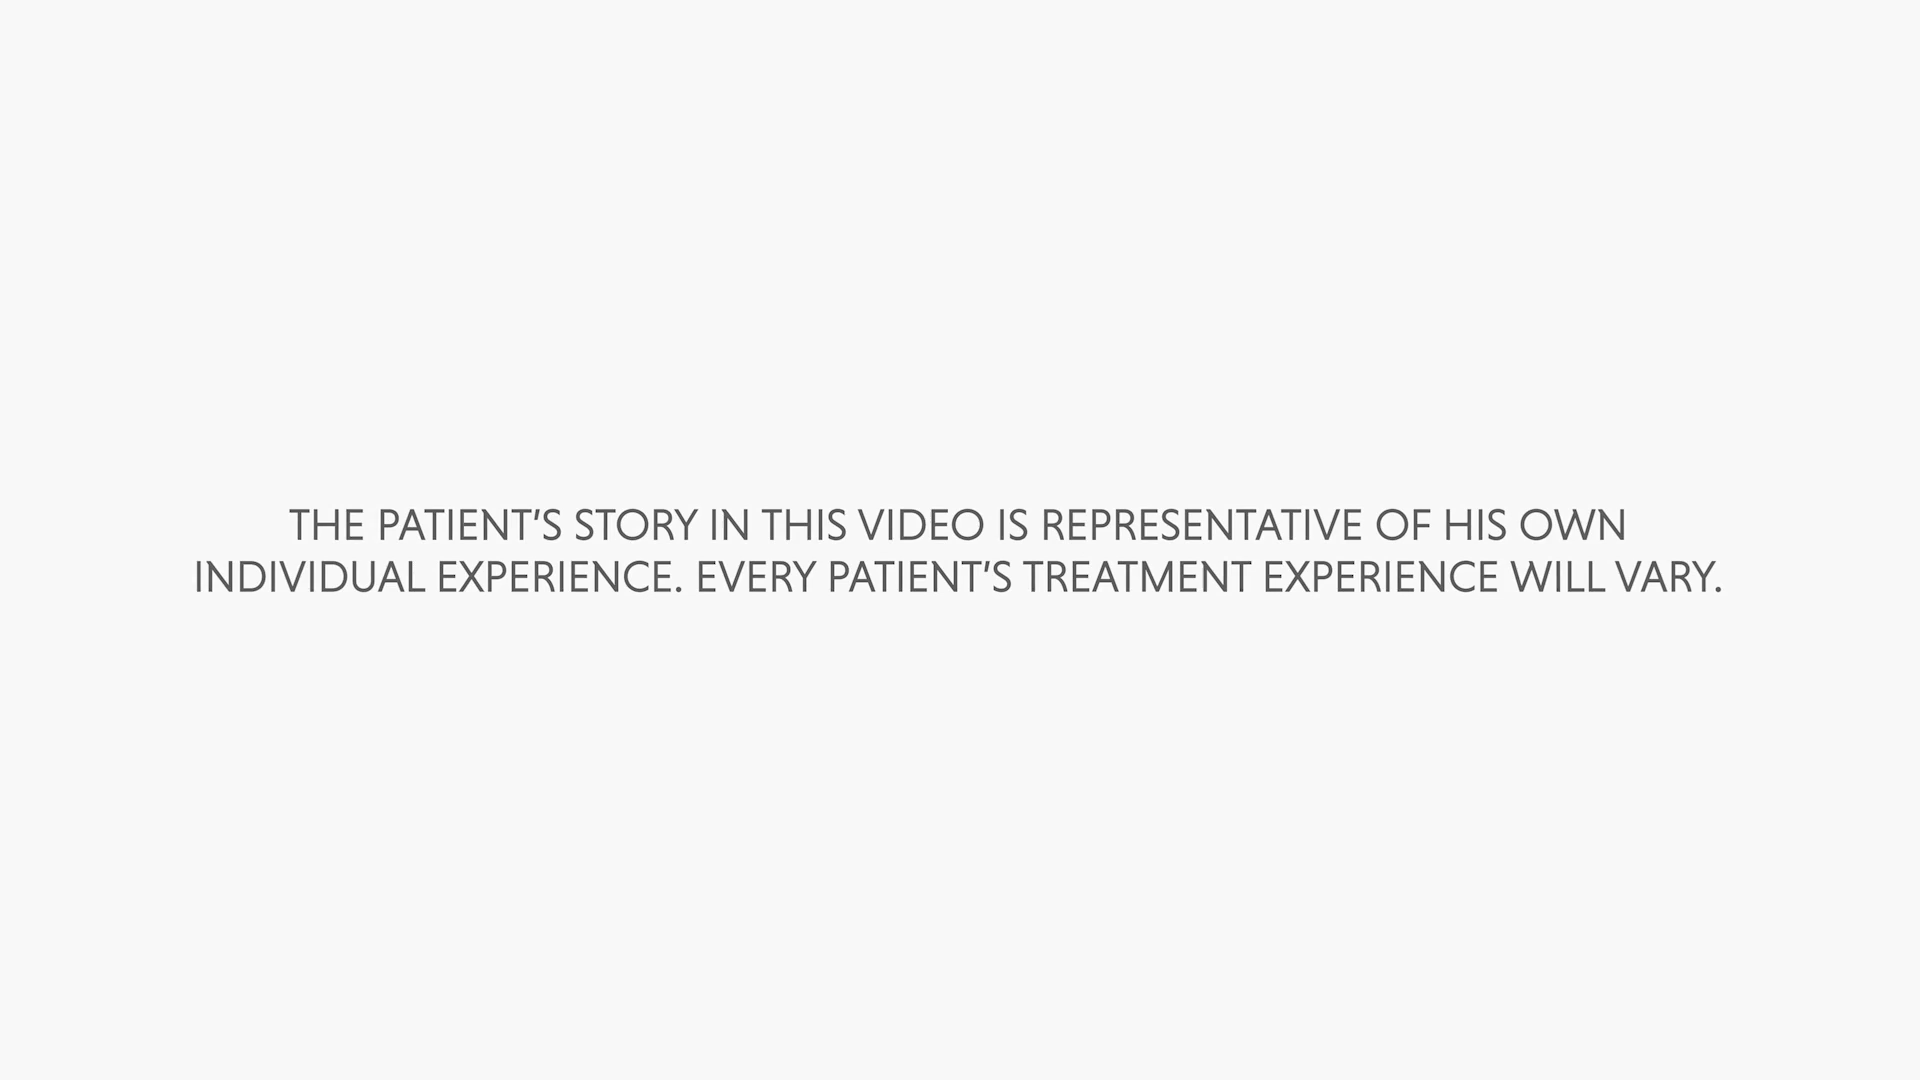 THE PATIENT’S STORY IN THIS VIDEO IS REPRESENTATIVE OF HIS OWN
INDIVIDUAL EXPERIENCE. EVERY PATIENT’S TREATMENT EXPERIENCE WILL VARY.